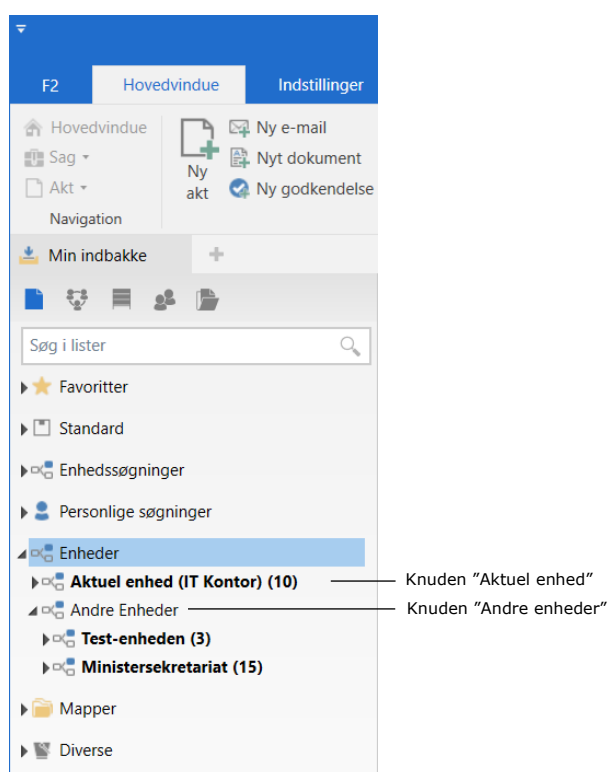 F2 Hovedvindue Indstillinger
Hovedvindue
Sag
Akt
Navigation
Ny
akt
Ny e-mail
Nyt dokument
Ny godkendelse
Min indbakke
Søg i lister
Favoritter
Standard
Enhedssøgninger
Personlige søgninger
Enheder
Aktuel enhed (IT Kontor) (10) Knuden ”Aktuel enhed”
Andre Enheder Knuden ”Andre enheder”
Test-enheden (3)
Ministersekretariat (15)
Mapper
Diverse